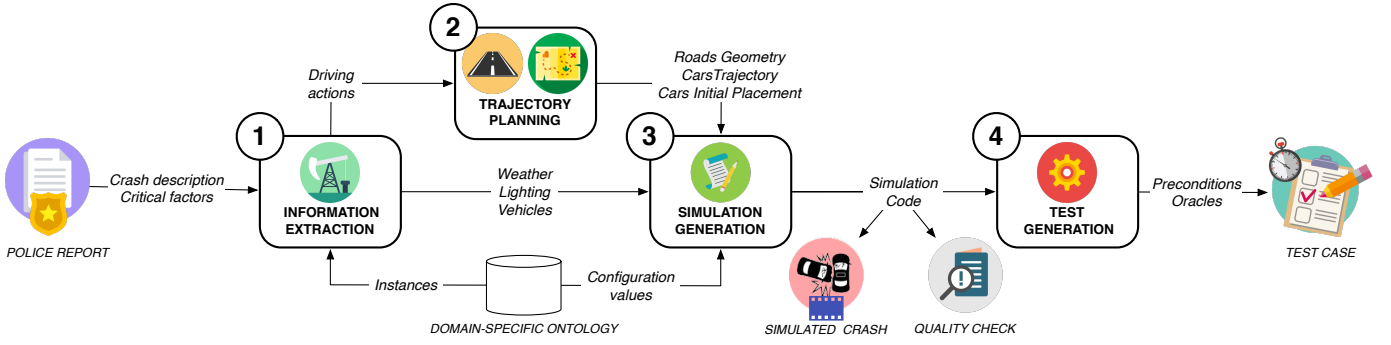 2
Driving
actions
TRAJECTORY
PLANNING
Roads Geometry
CarsTrajectory
Cars Initial Placement
1
3
4
Crash description
Critical factors
POLICE REPORT
INFORMATION
EXTRACTION
Weather
Lighting
Vehicles
SIMULATION
GENERATION
Simulation
Code
TEST
GENERATION
Preconditions
Oracles
TEST CASE
Instances
Configuration
values
DOMAIN-SPECIFIC ONTOLOGY
SIMULATED CRASH
QUALITY CHECK